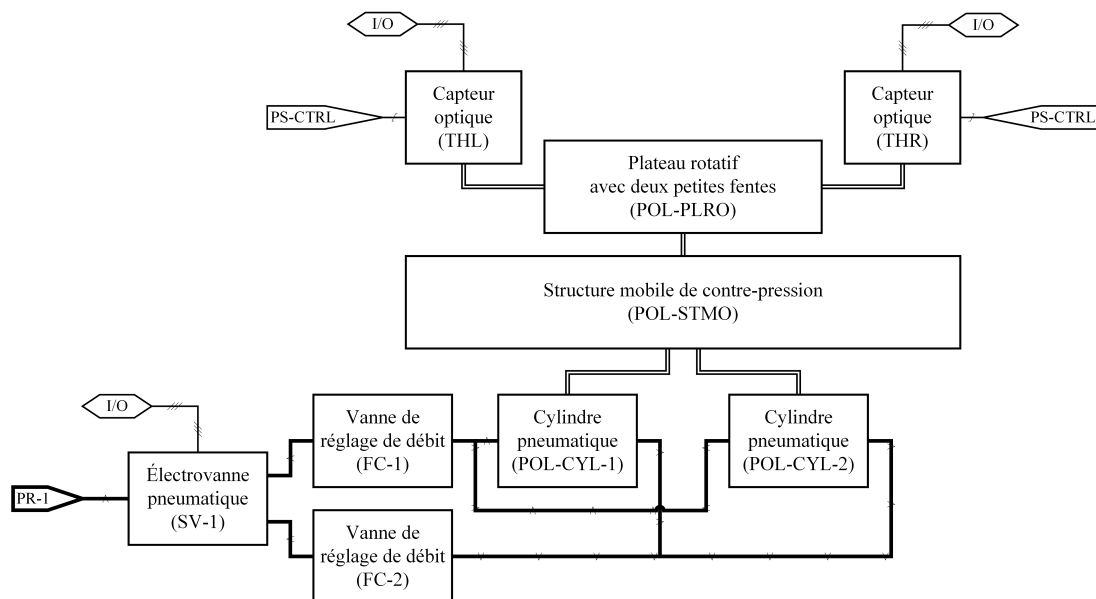 I/O
I/O
Capteur
optique
(THL)
Capteur
optique
(THR)
PS-CTRL
PS-CTRL
Plateau rotatif
avec deux petites fentes
(POL-PLRO)
Structure mobile de contre-pression
(POL-STMO)
I/O
Vanne de
réglage de débit
(FC-1)
Cylindre
pneumatique
(POL-CYL-1)
Cylindre
pneumatique
(POL-CYL-2)
Électrovanne
pneumatique
(SV-1)
PR-1
Vanne de
réglage de débit
(FC-2)